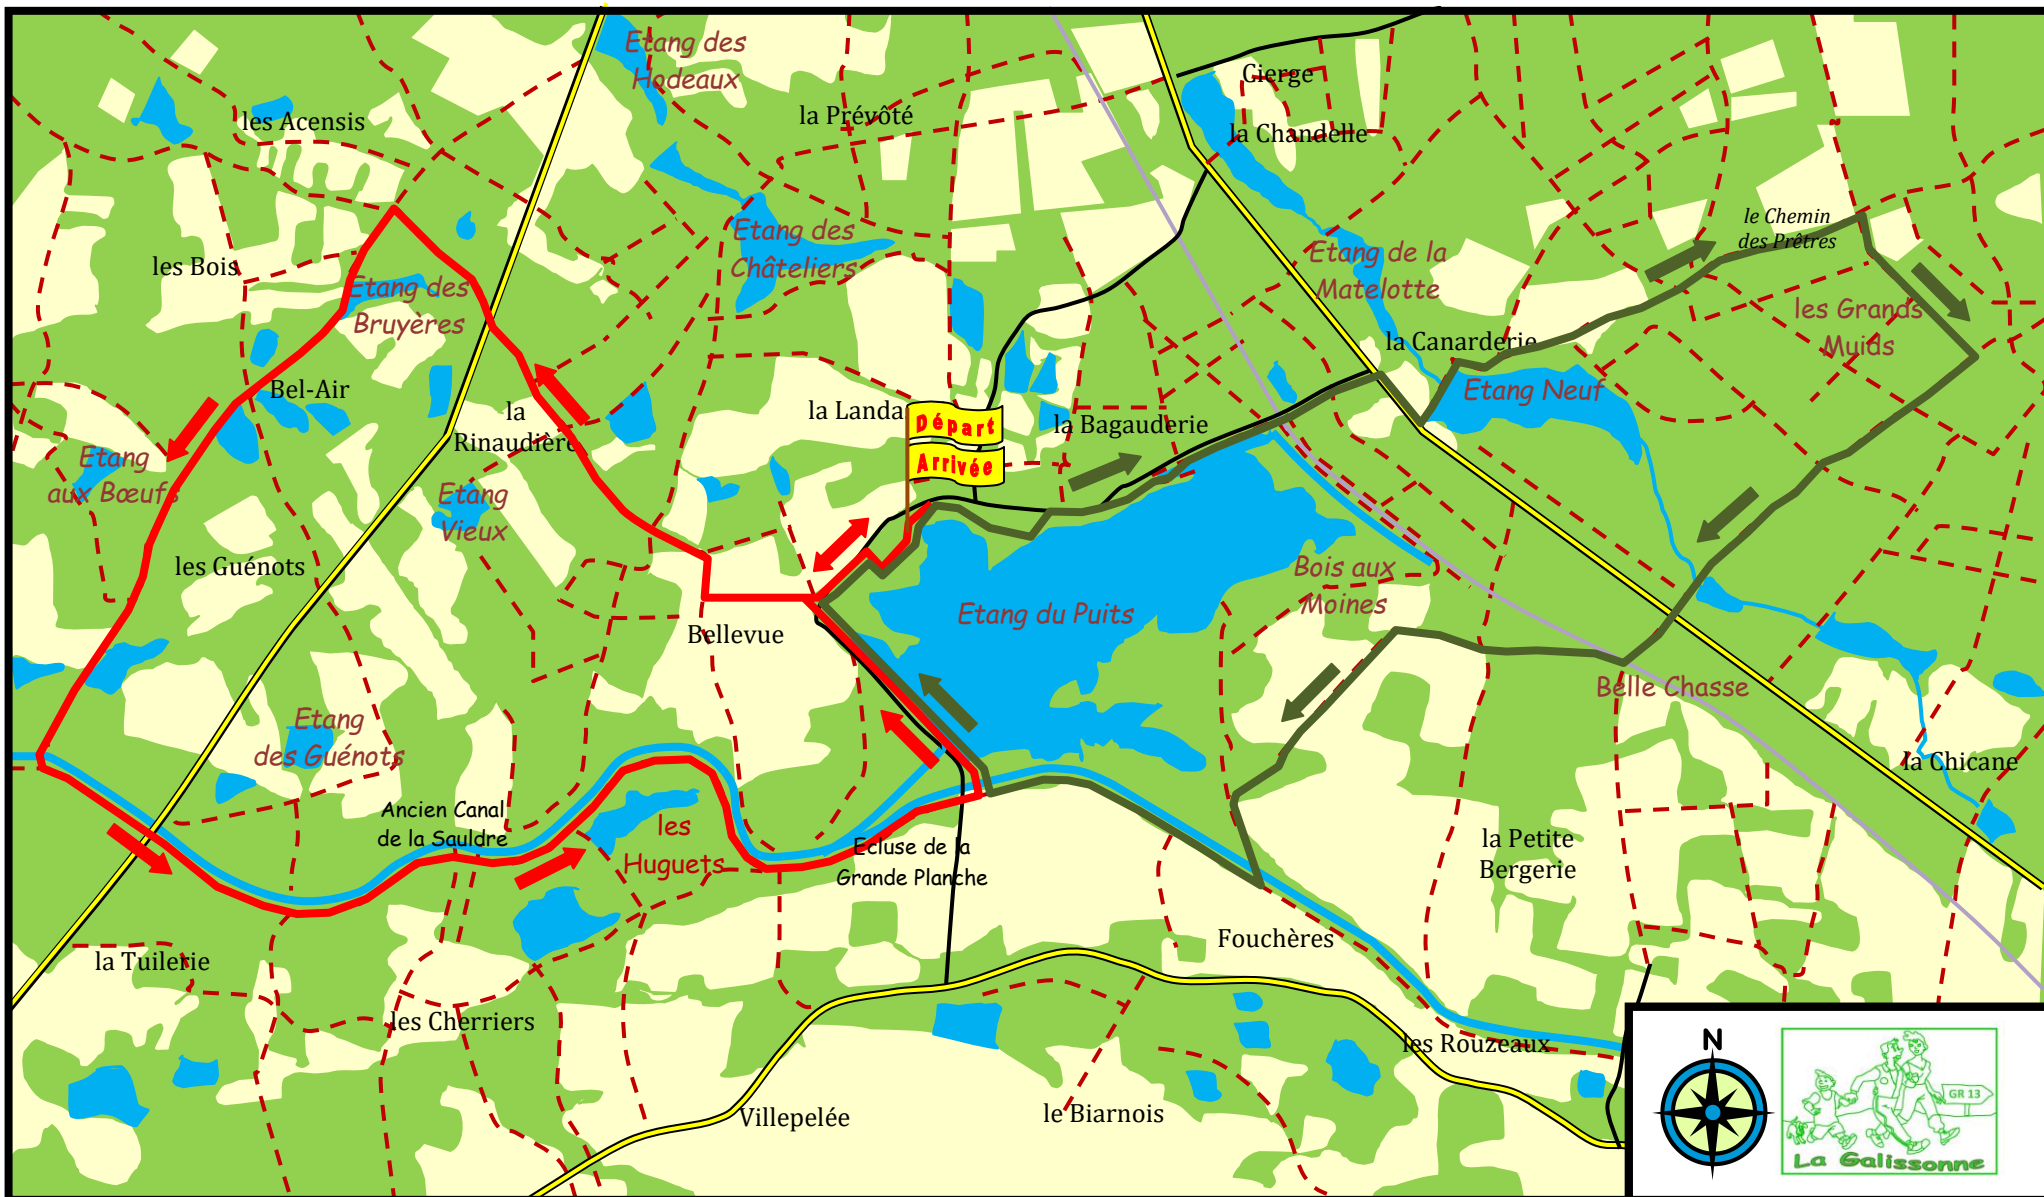 Etang des
Hodeaux
Gierge
la Prévôté
les Acensis
la Chandelle
le Chemin
des Prêtres
Etang des
Châteliers
Etang de la
Matelotte
les Bois
Etang des
Bruyères
les Grands
Muids
la Canarderie
Etang Neuf
Bel-Air
la
Rinaudière
la Landa
Départ
Arrivée
la Bagauderie
Etang
aux Bœufs
Etang
Vieux
les Guénots
Bois aux
Moines
Etang du Puits
Bellevue
Belle Chasse
Etang
des Guénots
la Chicane
Ancien Canal
de la Sauldre
les
Huguets
Ecluse de la
Grande Planche
la Petite
Bergerie
Fouchères
la Tuilerie
les Cherriers
les Rouzeaux
Villepelée
le Biarnois
N
GR 13
La Galissonne